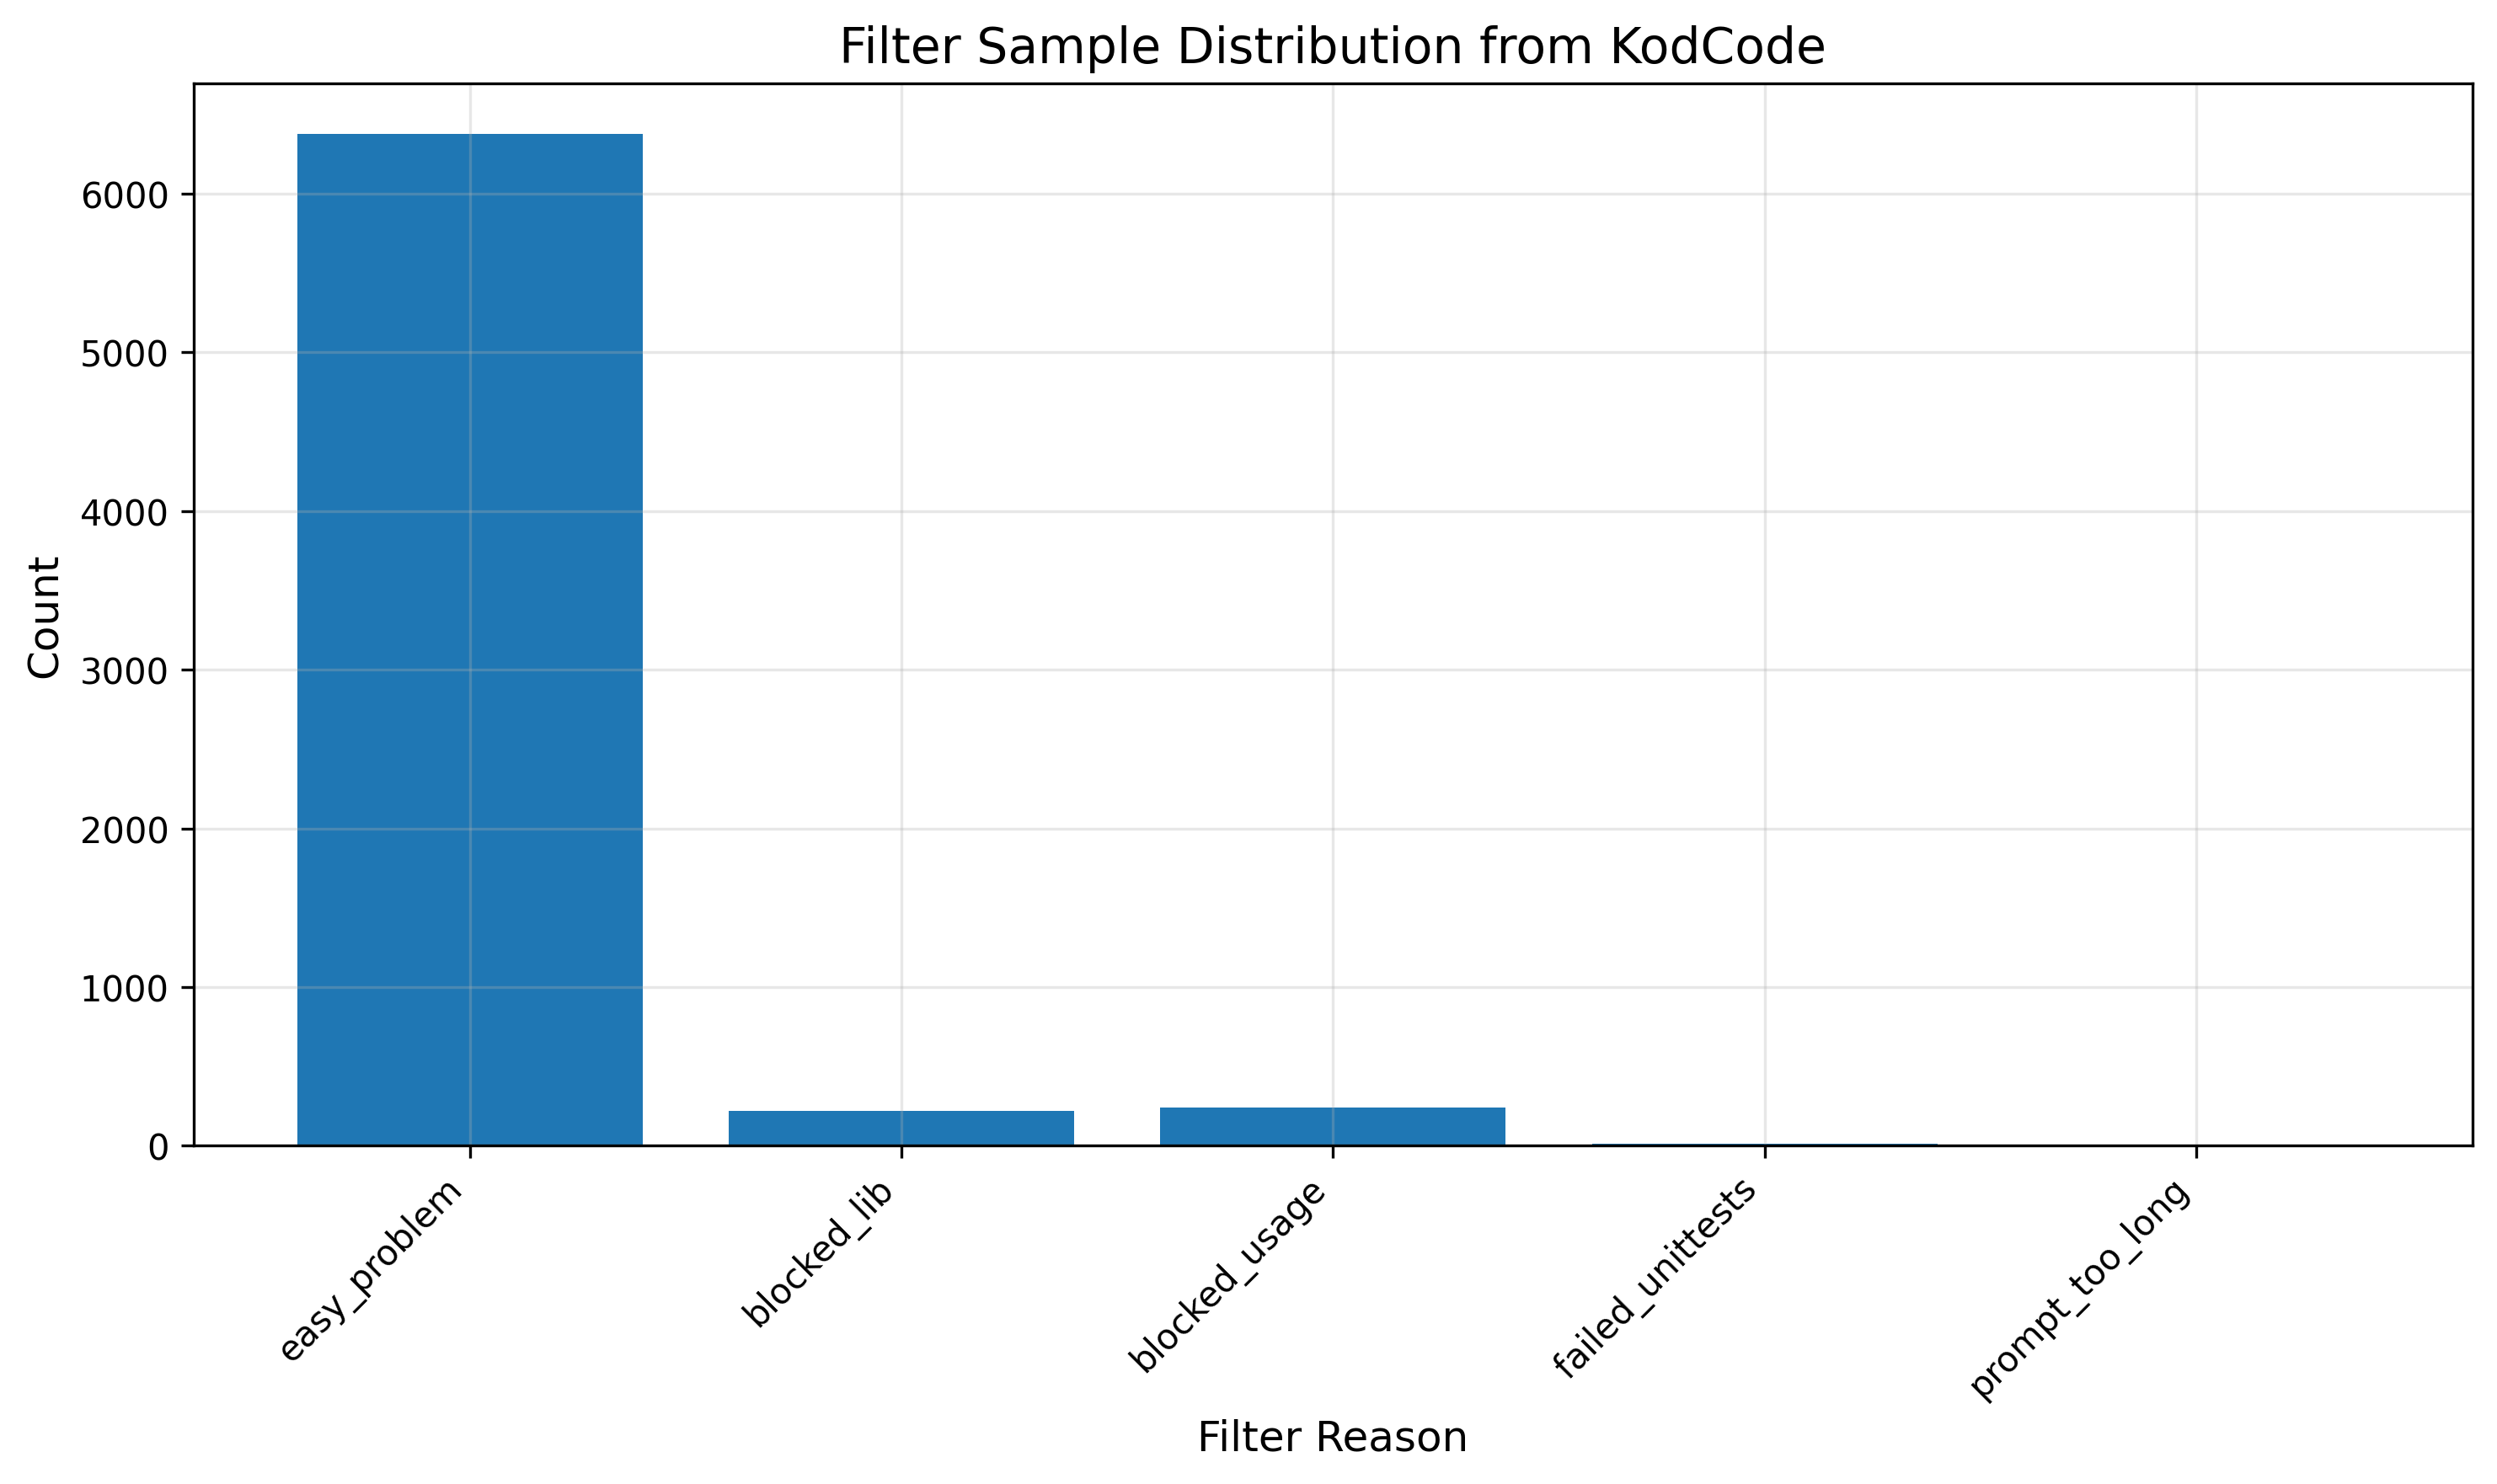 Filter Sample Distribution from KodCode
Count
6000
5000
4000
3000
2000
1000
0
easy_problem
blocked_lib
blocked_usage
failed_unittests
prompt_too_long
Filter Reason